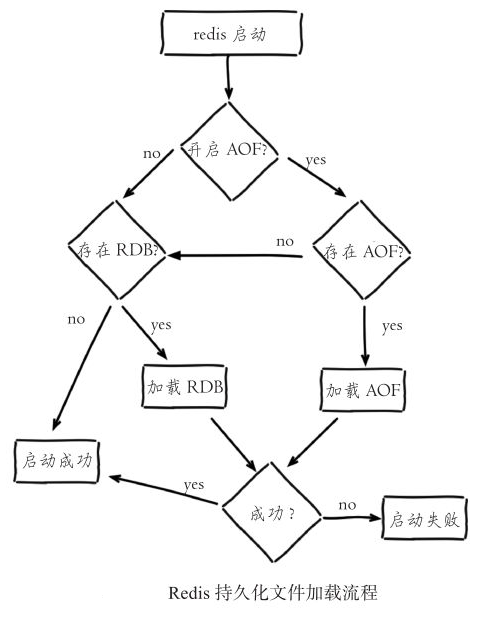 redis 启动
开启 AOF?
no
yes
存在 RDB?
no
存在 AOF?
no
yes
yes
加载 RDB
加载 AOF
启动成功
yes
成功？
no
启动失败
Redis 持久化文件加载流程